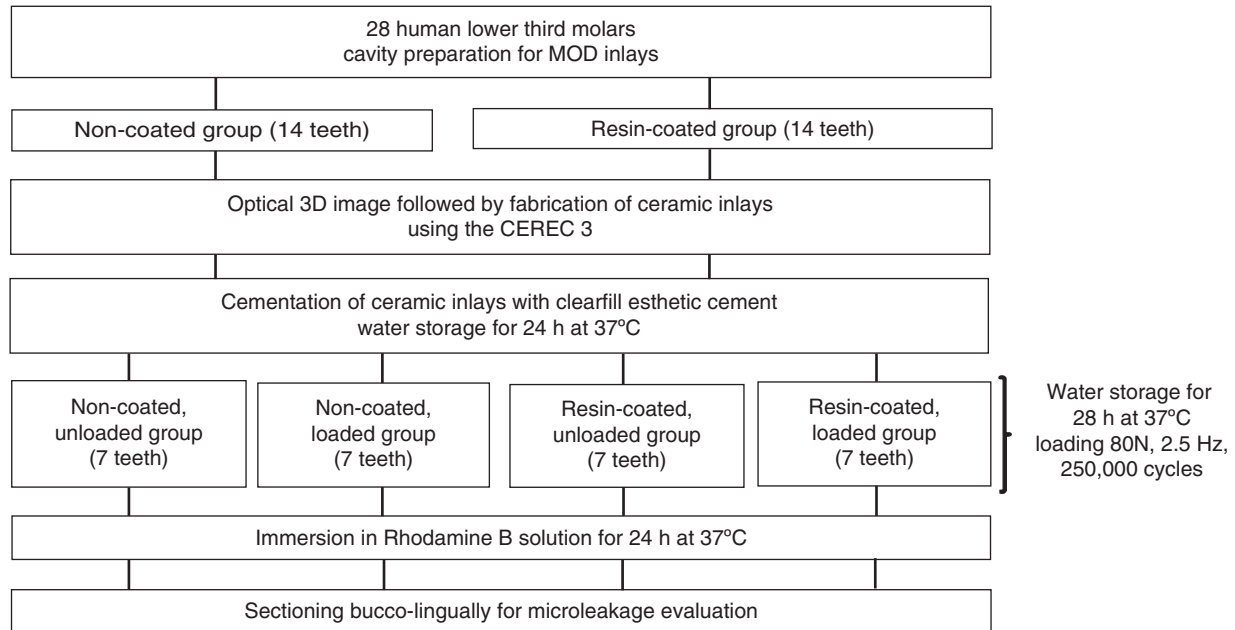 28 human lower third molars
cavity preparation for MOD inlays
Non-coated group (14 teeth)
Resin-coated group (14 teeth)
Optical 3D image followed by fabrication of ceramic inlays
using the CEREC 3
Cementation of ceramic inlays with clearfill esthetic cement
water storage for 24 h at 37ºC
Non-coated,
unloaded group
(7 teeth)
Non-coated,
loaded group
(7 teeth)
Resin-coated,
unloaded group
(7 teeth)
Resin-coated,
loaded group
(7 teeth)
Water storage for
28 h at 37ºC
loading 80N, 2.5 Hz,
250,000 cycles
Immersion in Rhodamine B solution for 24 h at 37ºC
Sectioning bucco-lingually for microleakage evaluation